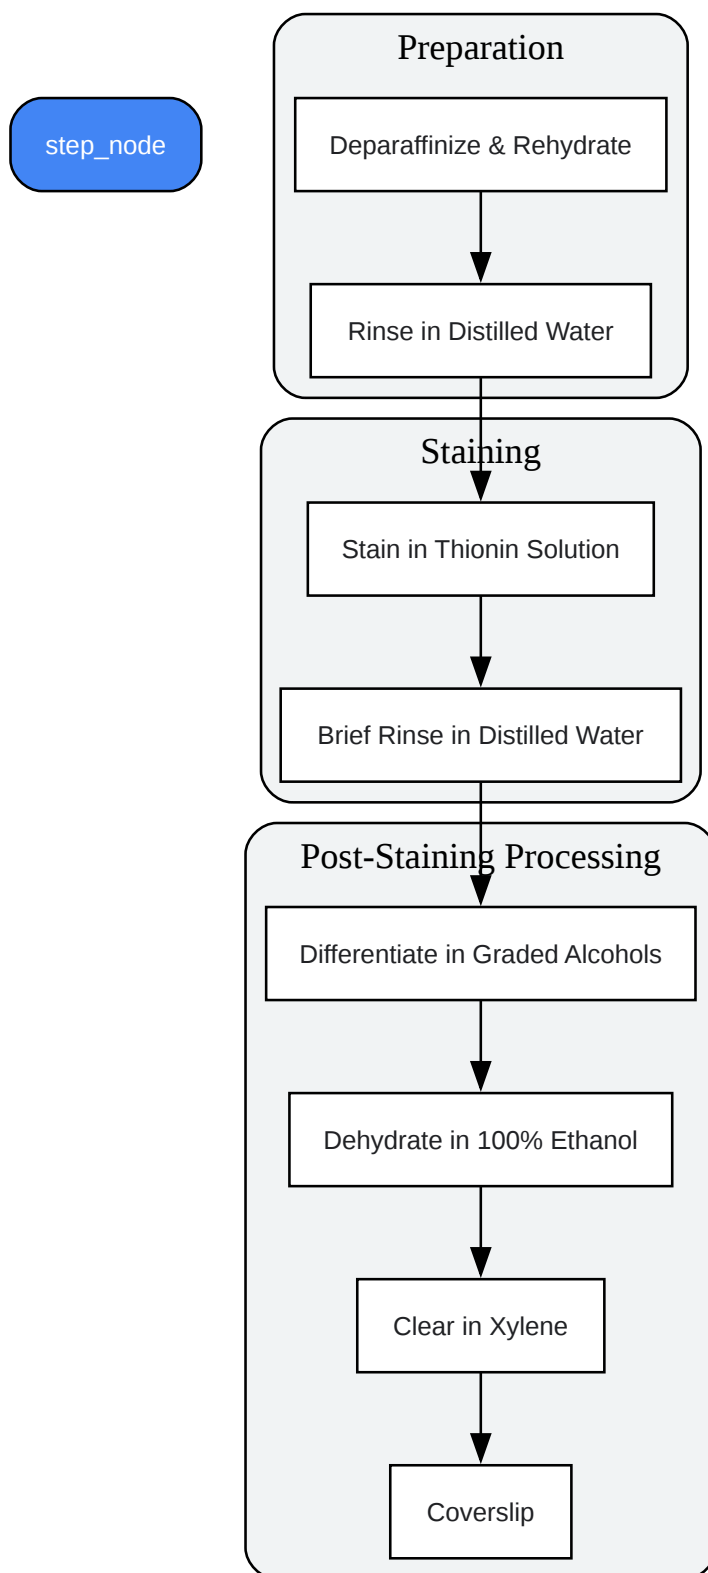 Preparation
step_node
Deparaffinize & Rehydrate
Rinse in Distilled Water
Staining
Stain in Thionin Solution
Brief Rinse in Distilled Water
Post-Staining Processing
Differentiate in Graded Alcohols
Dehydrate in 100% Ethanol
Clear in Xylene
Coverslip